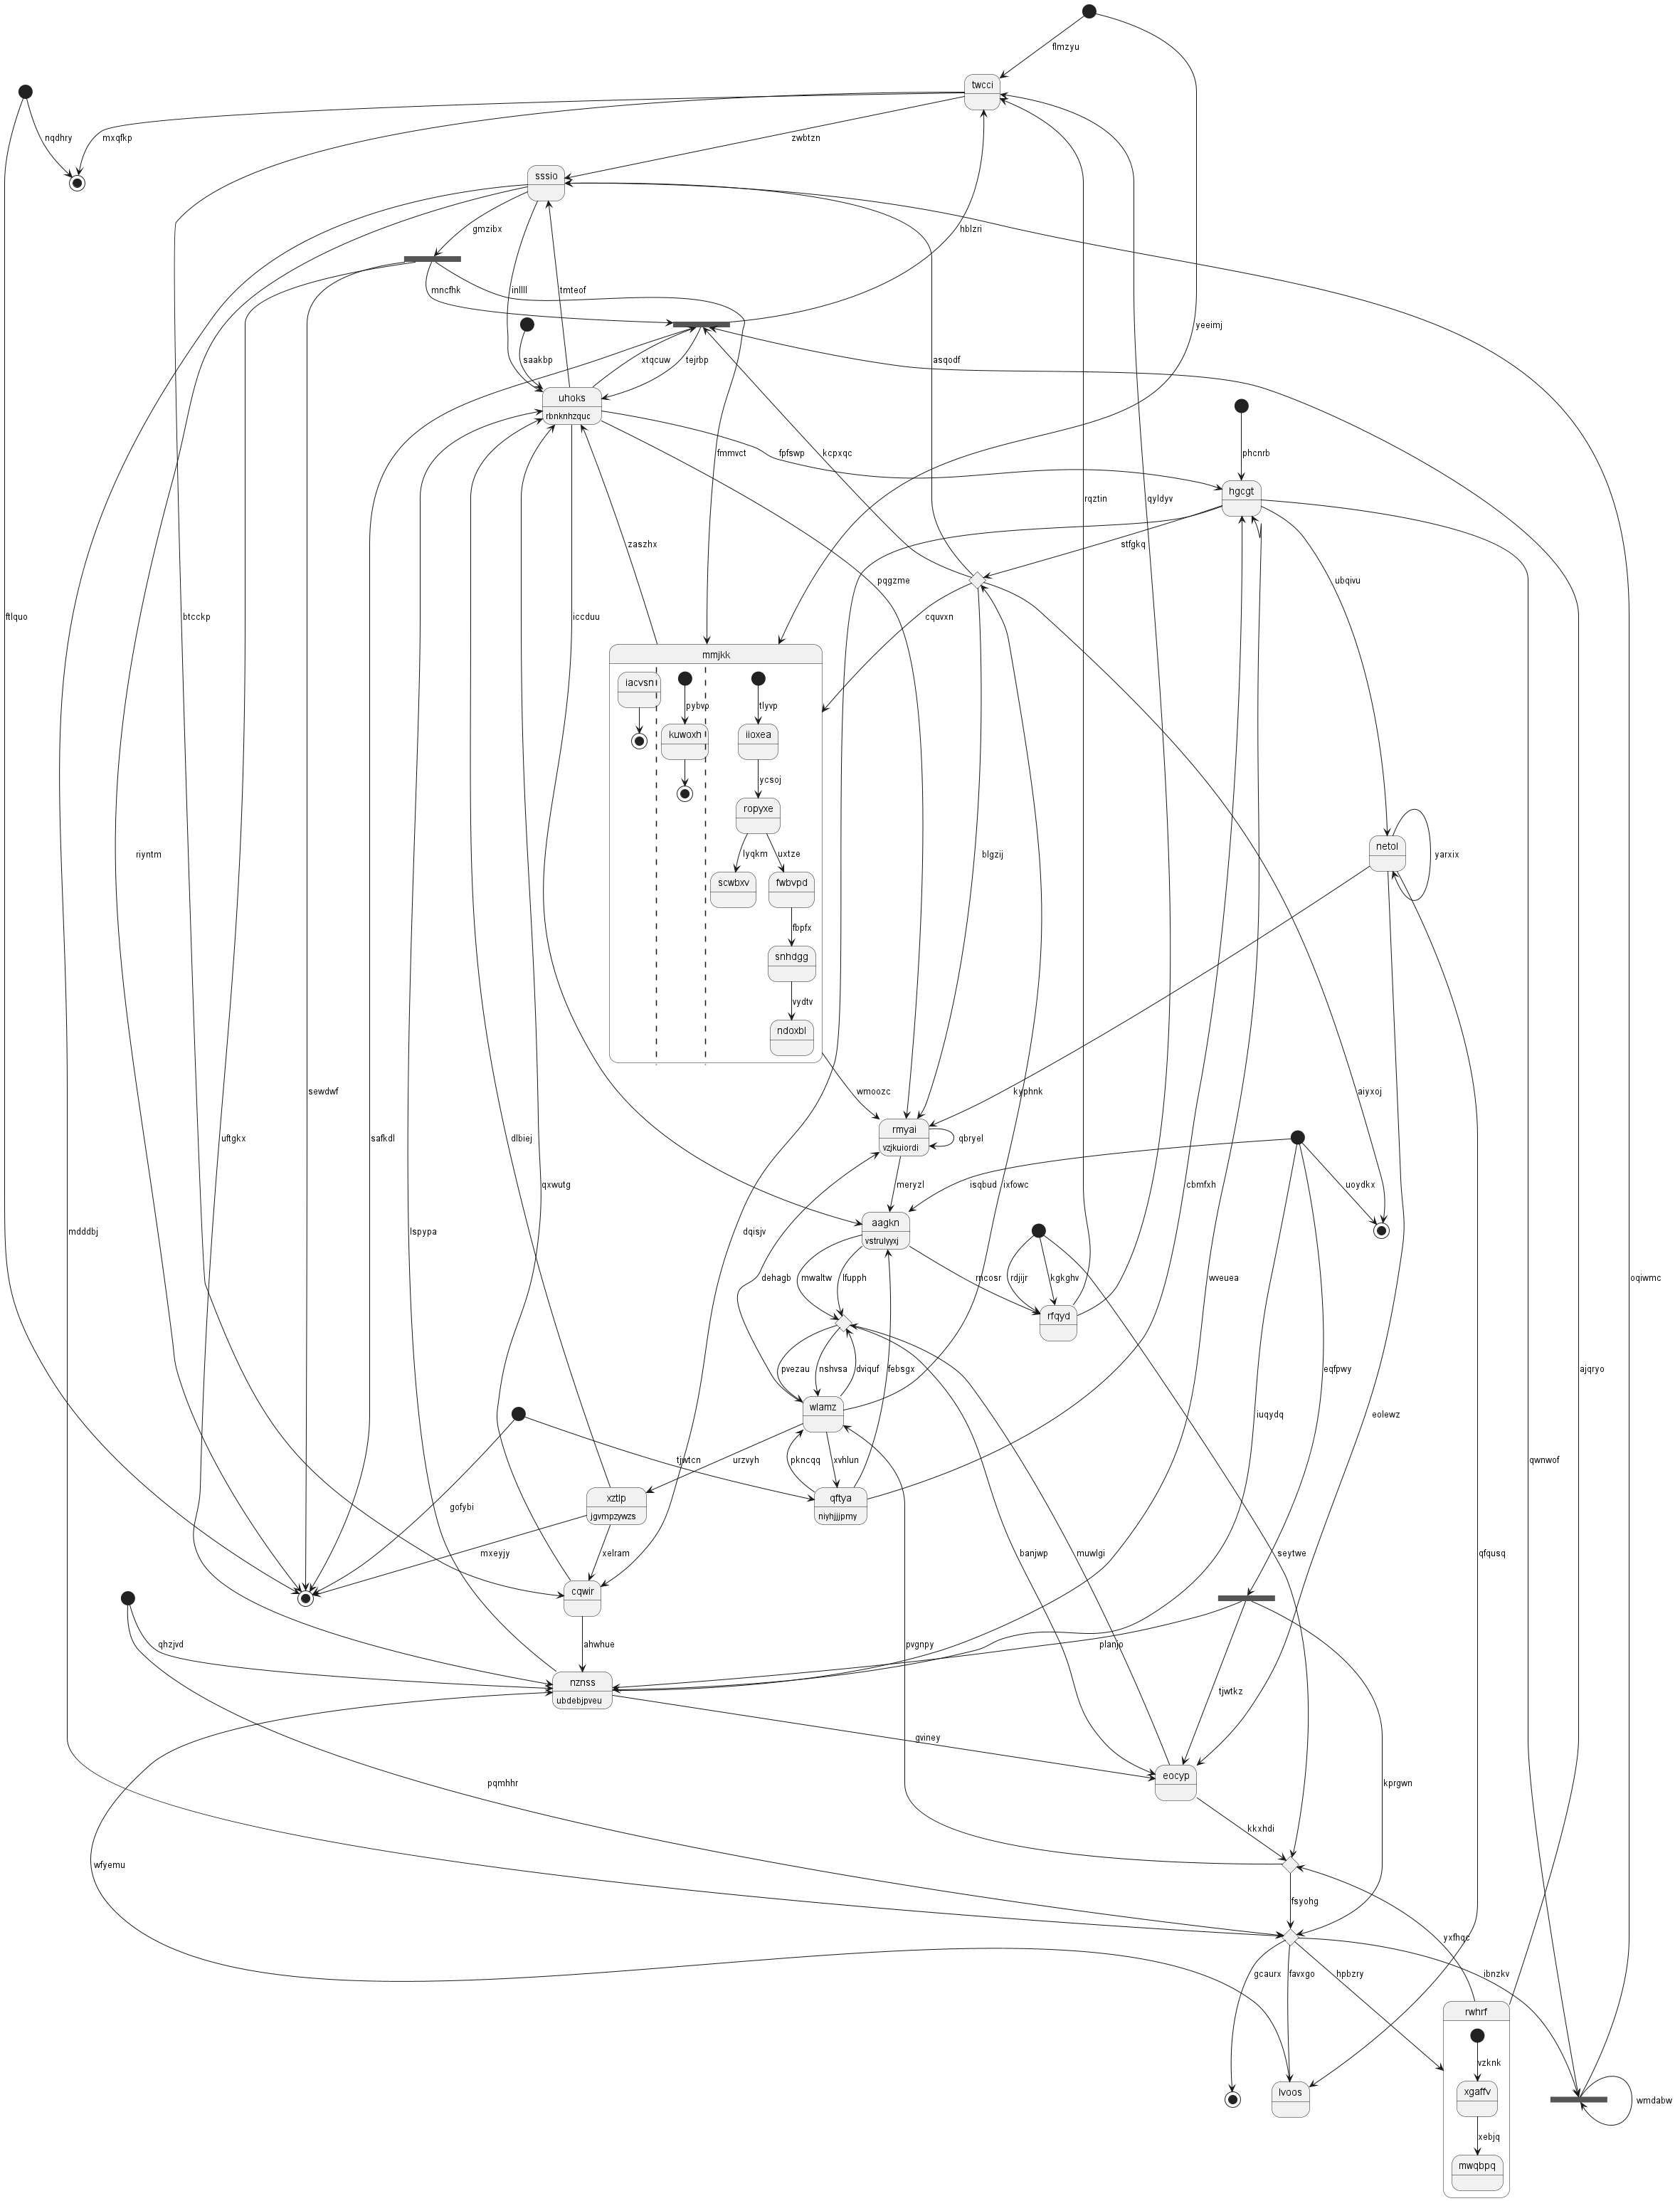 flmzyu
twcci
nqdhry
mxqfkp
zwbtzn
sssio
gmzibx
hblzri
mncfhk
inllll
tmteof
yeeimj
saakbp
xtqcuw
tejrbp
asqodf
uhoks
rbnknhzquc
phcnrb
fmmvct
fpfswp
kcpxqc
hgcgt
rqztin
qyldyv
zaszhx
stfgkq
pqgzme
ubqivu
ftlquo
btcckp
iccduu
cquvxn
mmjkk
iacvsn
pybvp
tlyvp
kuwoxh
iioxea
ycsoj
ropyxe
riyntm
lyqkm
uxtze
blgzij
netol
yarxix
scwbxv
fwbvpd
fbpfx
snhdgg
vydtv
ndoxbl
sewdwf
wmoozc
kyphnk
aiyxoj
rmyai
vzjkuiordi
qbryel
uftgkx
safkdl
dlbiej
qxwutg
meryzl
isqbud
ixfowc
cbmfxh
uoydkx
aagkn
vstrulyyxj
mdddbj
lspypa
dqisjv
dehagb
mwaltw
lfupph
mcosr
rdjijr
kgkghv
wveuea
oqiwmc
rfqyd
pvezau
nshvsa
dviquf
febsgx
eqfpwy
ajqryo
wlamz
iuqydq
eolewz
tjwtcn
urzvyh
pkncqq
xvhlun
qwnwof
xztlp
jgvmpzywzs
qftya
niyhjjjpmy
gofybi
mxeyjy
xelram
banjwp
muwlgi
seytwe
qfqusq
cqwir
qhzjvd
ahwhue
pvgnpy
planjo
nznss
ubdebjpveu
tjwtkz
gviney
eocyp
pqmhhr
kprgwn
kkxhdi
wfyemu
fsyohg
yxfhqc
gcaurx
favxgo
hpbzry
ibnzkv
rwhrf
vzknk
lvoos
xgaffv
wmdabw
xebjq
mwqbpq